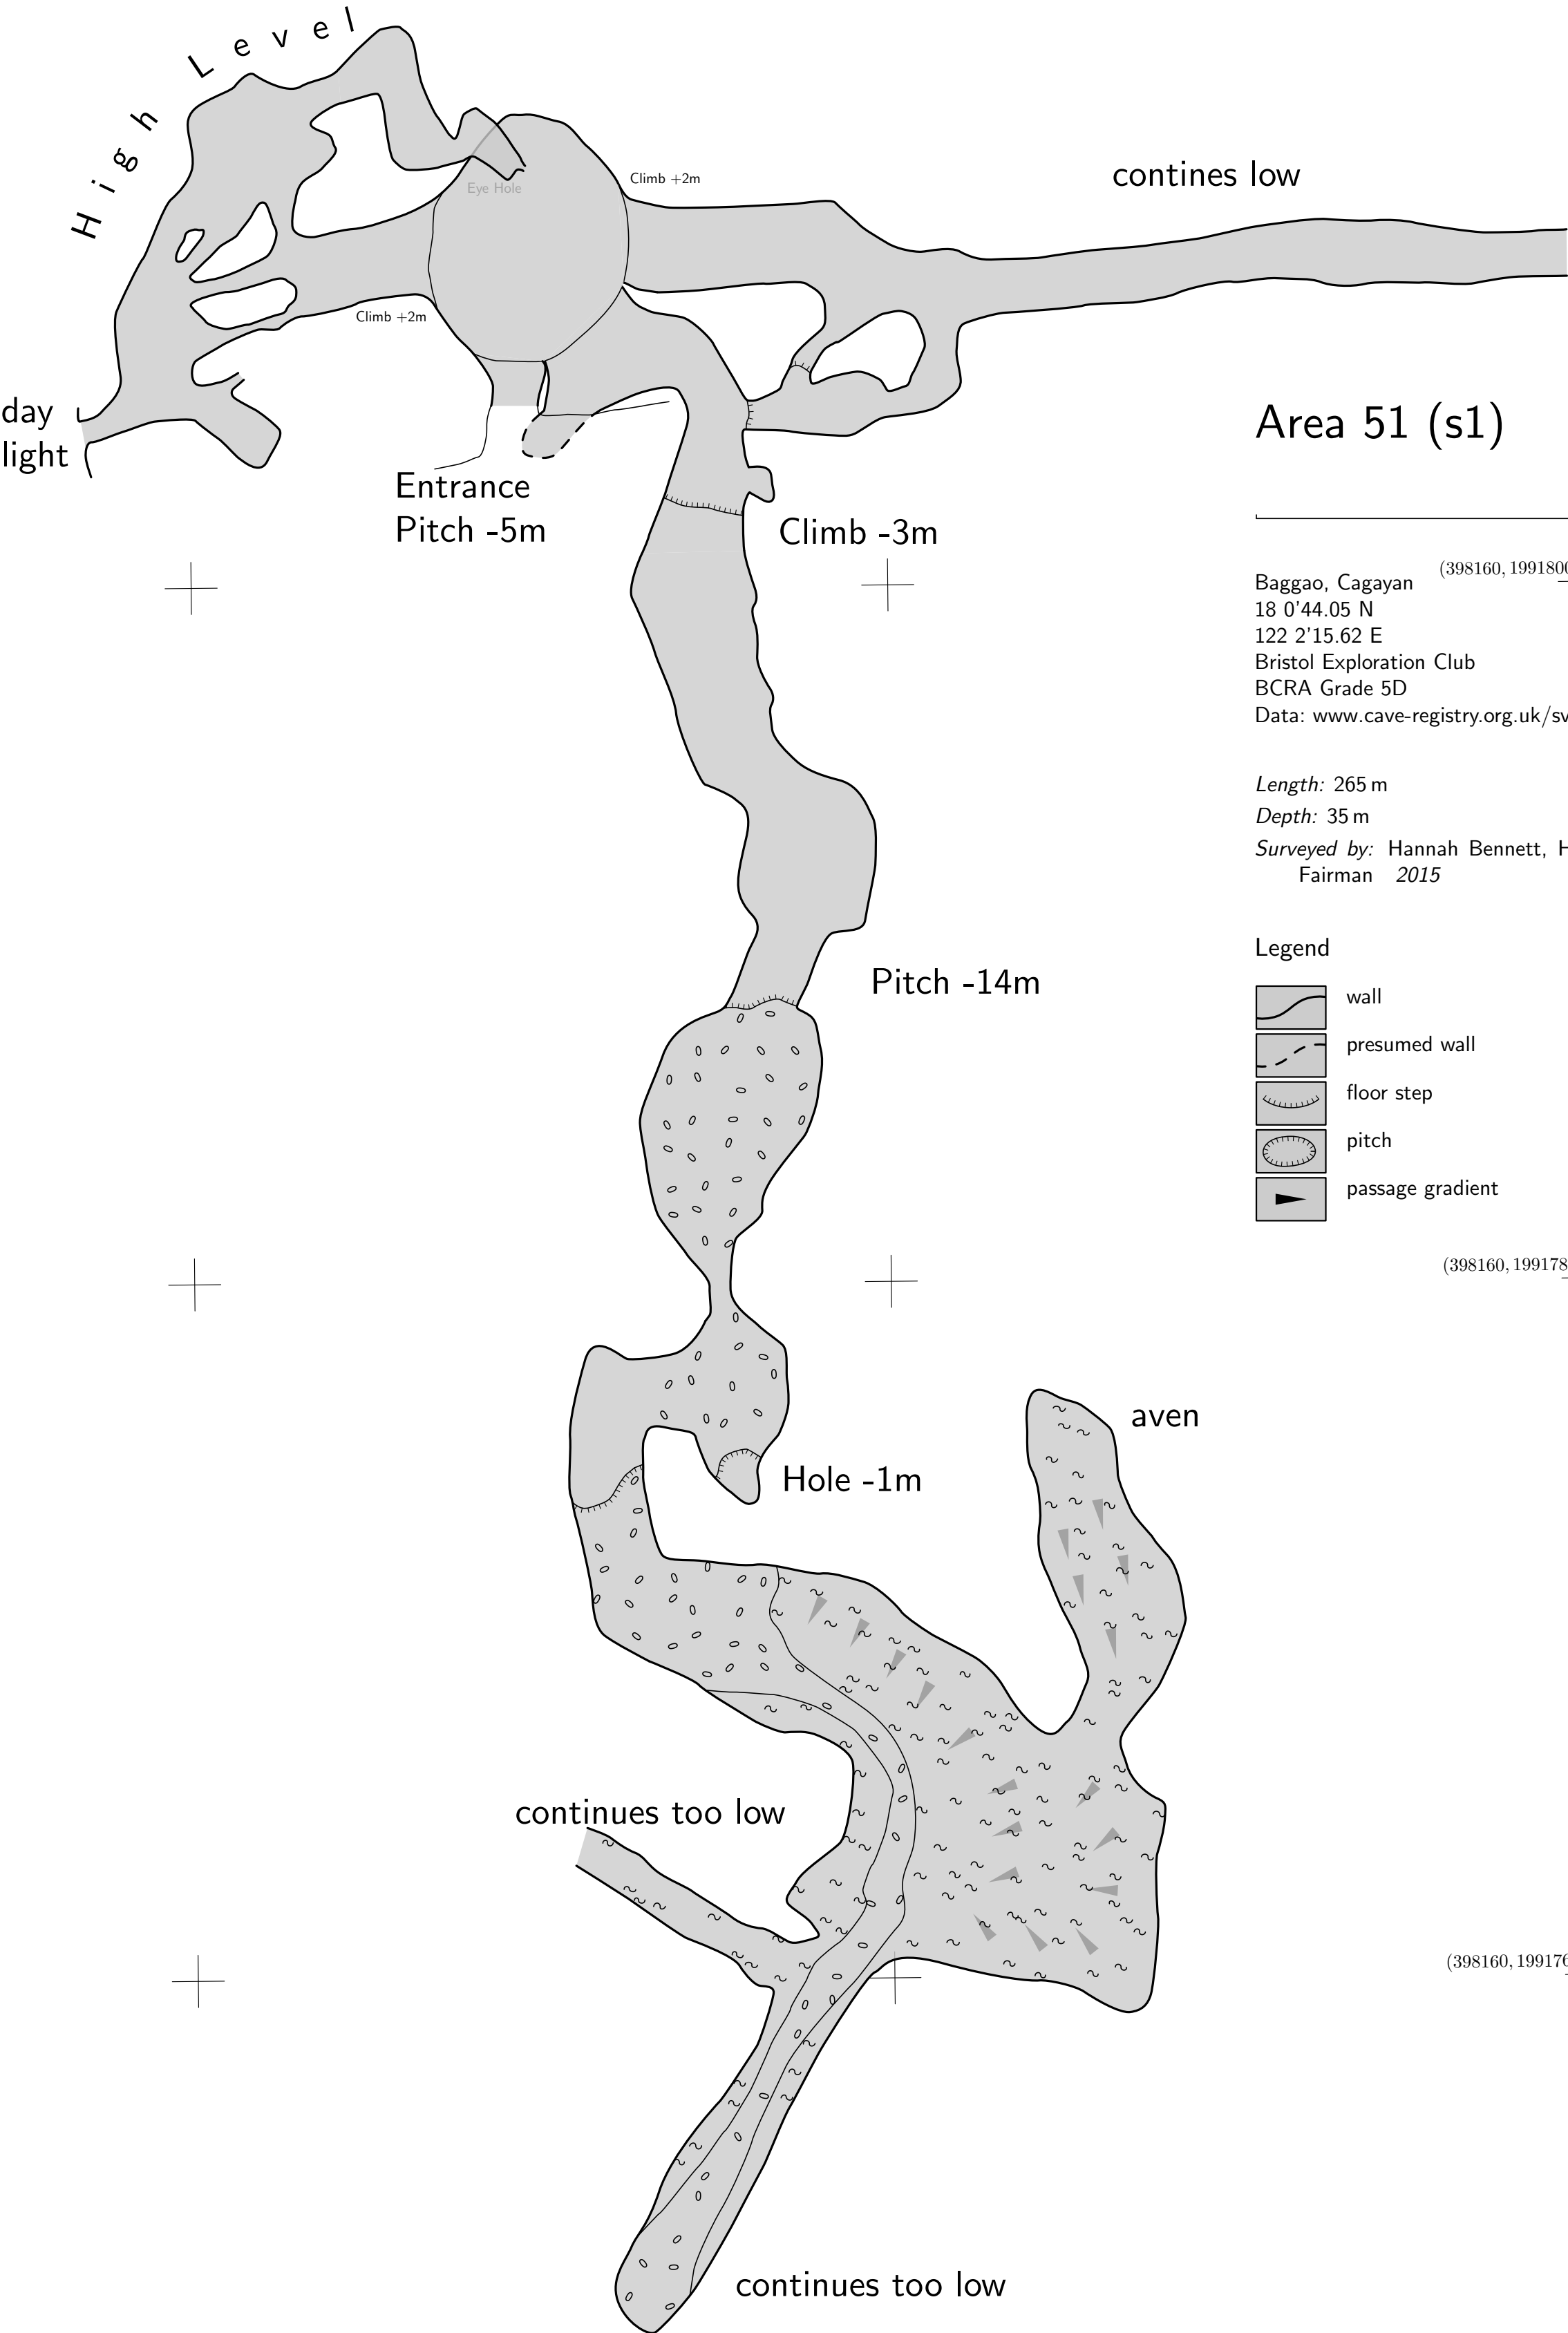 High Level
Eye Hole
Climb +2m
contines low
Climb +2m
day
light
Entrance
Pitch -5m
Climb -3m
Area 51 (s1)
(398160, 1991800
Baggao, Cagayan
18 0'44.05 N
122 2'15.62 E
Bristol Exploration Club
BCRA Grade 5D
Data: www.cave-registry.org.uk/sv
Length: 265 m
Depth: 35 m
Surveyed by: Hannah Bennett, H
Fairman 2015
Pitch -14m
Legend
wall
presumed wall
floor step
pitch
passage gradient
(398160, 199178
aven
Hole -1m
continues too low
(398160, 199176
continues too low